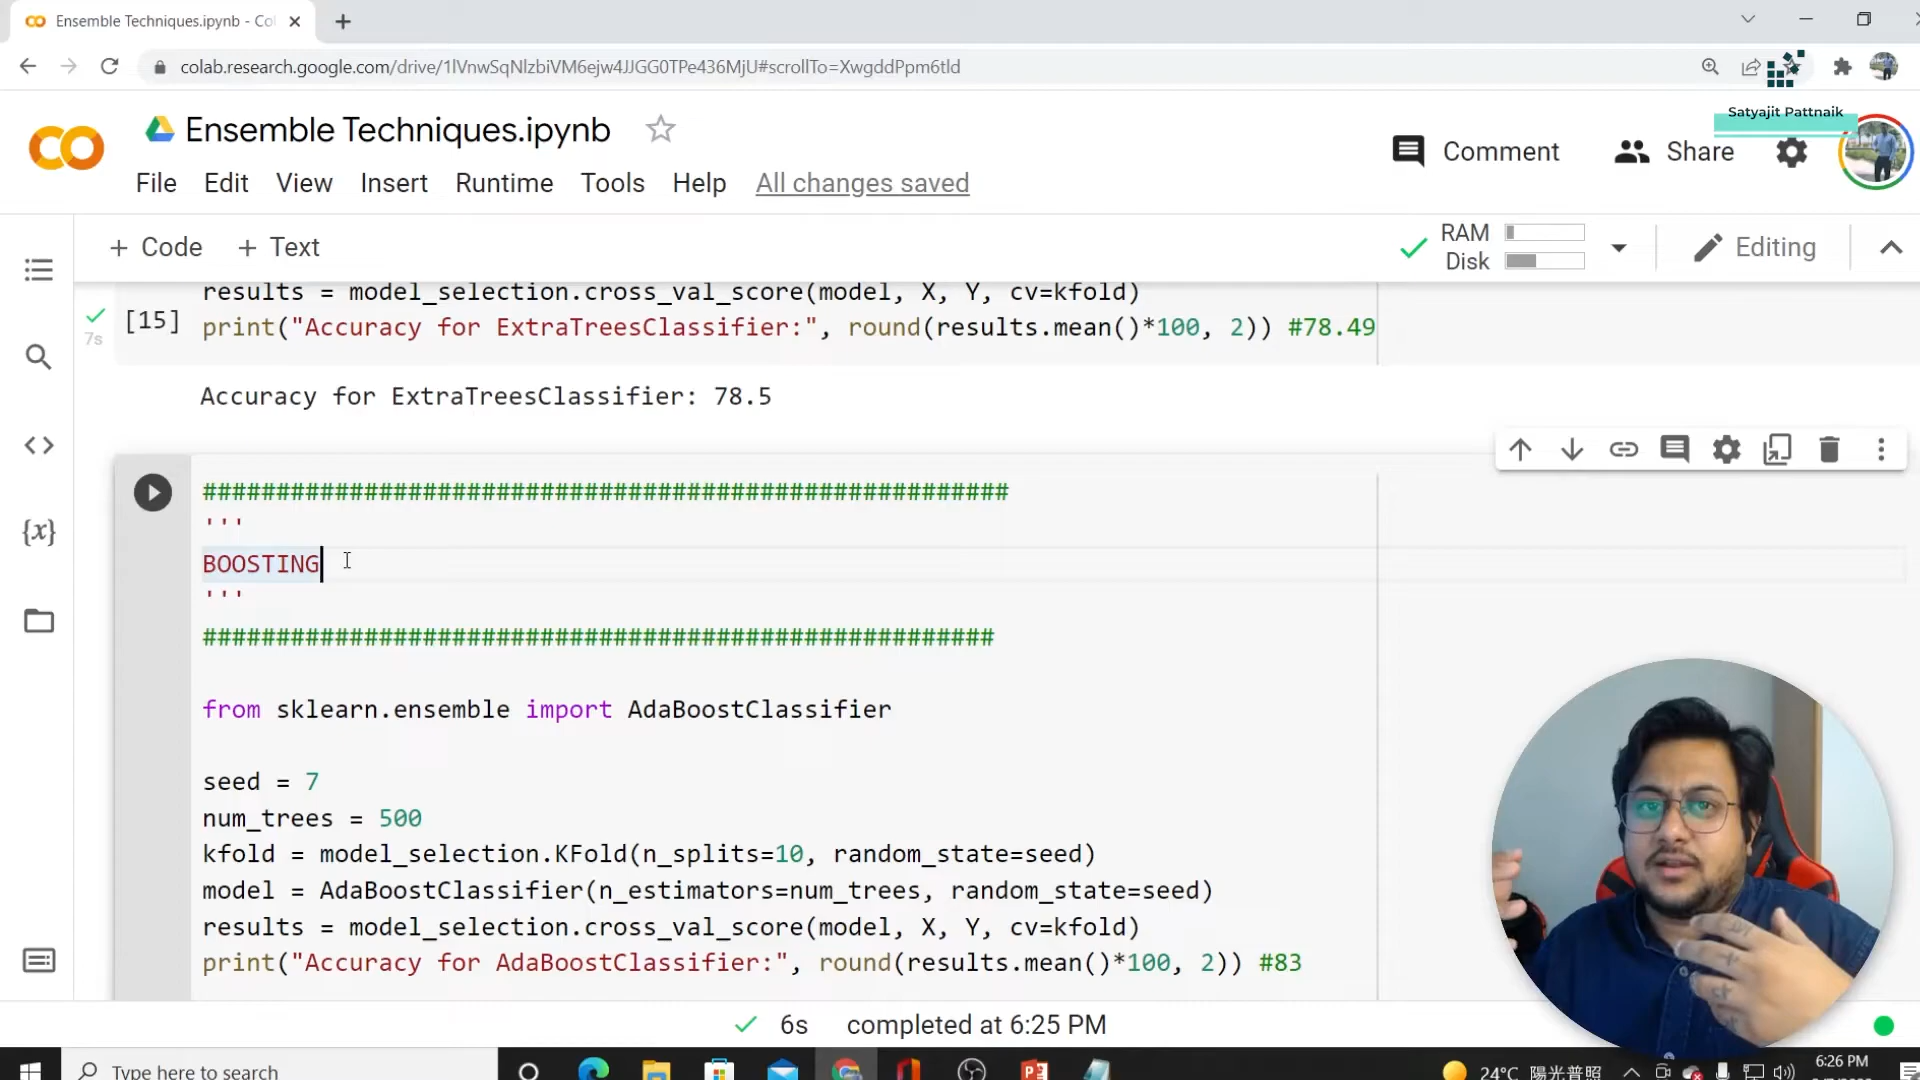 Ensemble Techniques.ipynb - Co
colab.research.google.com/drive/1lVnwSqNlzbiVM6ejw4JJGG0TPe436MjU#scrollTo=XwgddPpm6tld
Satyajit Pattnaik
Ensemble Techniques.ipynb
Comment
Share
File Edit View Insert Runtime Tools Help All changes saved
+ Code + Text
RAM
Disk
Editing
results = model_selection.cross_val_score(model, X, Y, cv=kfold)
[15] print("Accuracy for ExtraTreesClassifier:", round(results.mean()*100, 2)) #78.49
7s
Accuracy for ExtraTreesClassifier: 78.5
#######################################################
'''
BOOSTING
'''
######################################################
from sklearn.ensemble import AdaBoostClassifier
seed = 7
num_trees = 500
kfold = model_selection.KFold(n_splits=10, random_state=seed)
model = AdaBoostClassifier(n_estimators=num_trees, random_state=seed)
results = model_selection.cross_val_score(model, X, Y, cv=kfold)
print("Accuracy for AdaBoostClassifier:", round(results.mean()*100, 2)) #83
6s completed at 6:25 PM
Type here to search
24°C 陽光普照
6:26 PM